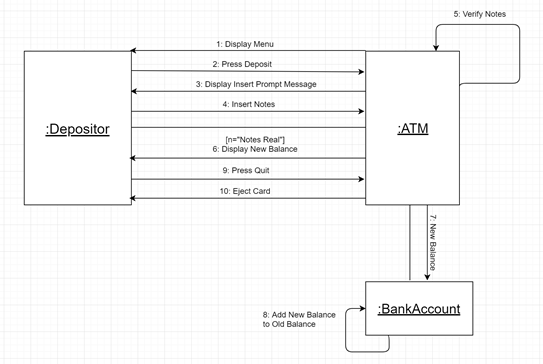 5: Verify Notes
1: Display Menu
2: Press Deposit
3: Display Insert Prompt Message
4: Insert Notes
:Depositor
:ATM
[n="Notes Real"]
6: Display New Balance
9: Press Quit
10: Eject Card
7: New Balance
:BankAccount
8: Add New Balance
to Old Balance